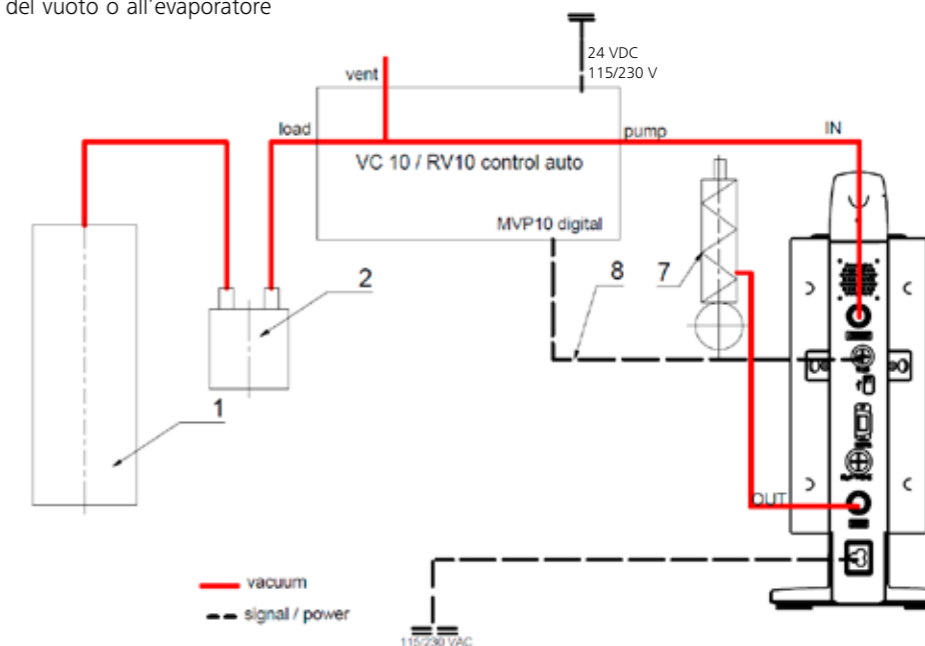 del vuoto o all'evaporatore
24 VDC
115/230 V
vent
load
pump
IN
VC 10 / RV10 control auto
MVP10 digital
8
7
2
1
OUT
vacuum
signal / power
115/230 VAC